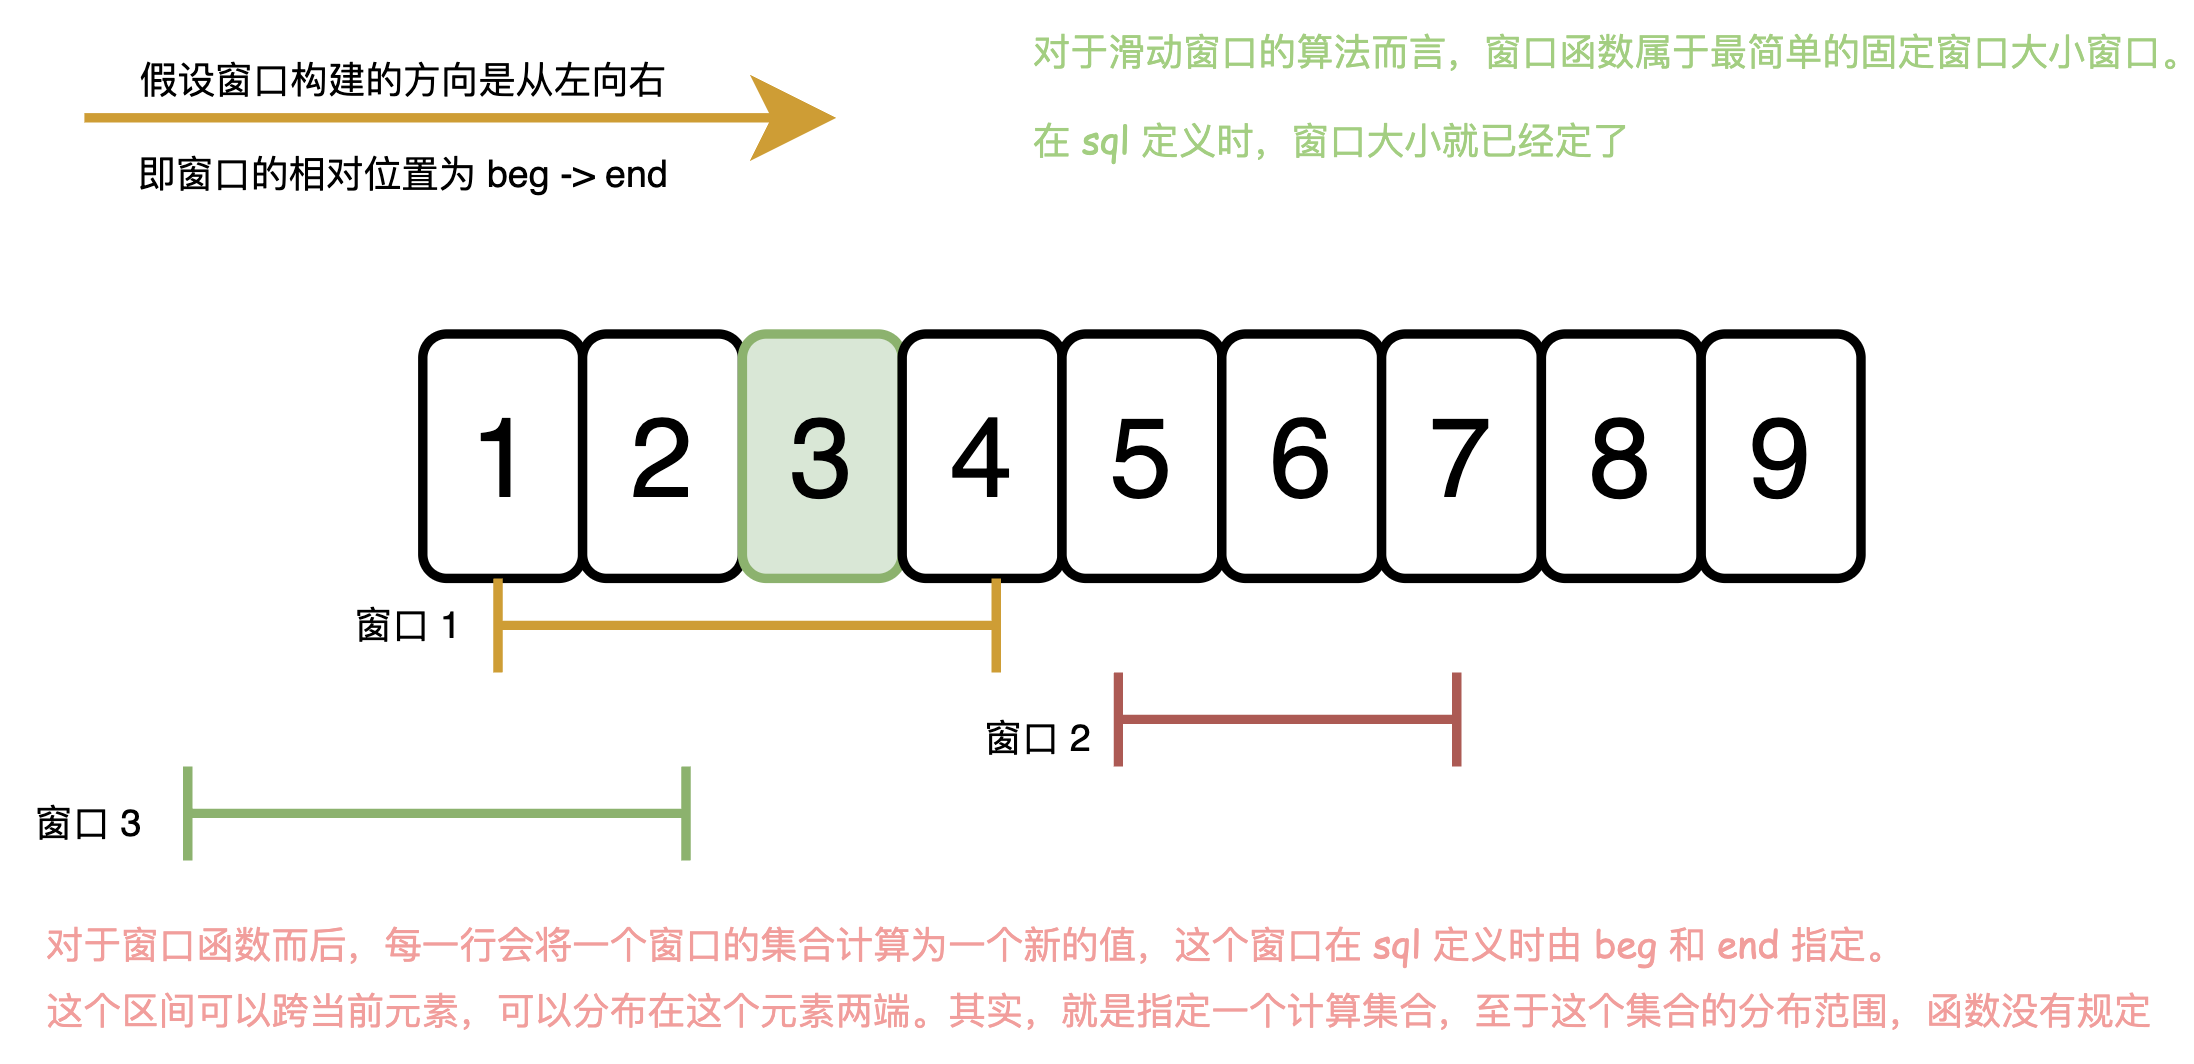 假设窗口构建的方向是从左向右
即窗口的相对位置为 beg -> end
对于滑动窗口的算法而言，窗口函数属于最简单的固定窗口大小窗口。
在 sql 定义时，窗口大小就已经定了
1 2 3 4 5 6 7 8 9
窗口 1
窗口 2
窗口 3
对于窗口函数而后，每一行会将一个窗口的集合计算为一个新的值，这个窗口在 sql 定义时由 beg 和 end 指定。
这个区间可以跨当前元素，可以分布在这个元素两端。其实，就是指定一个计算集合，至于这个集合的分布范围，函数没有规定